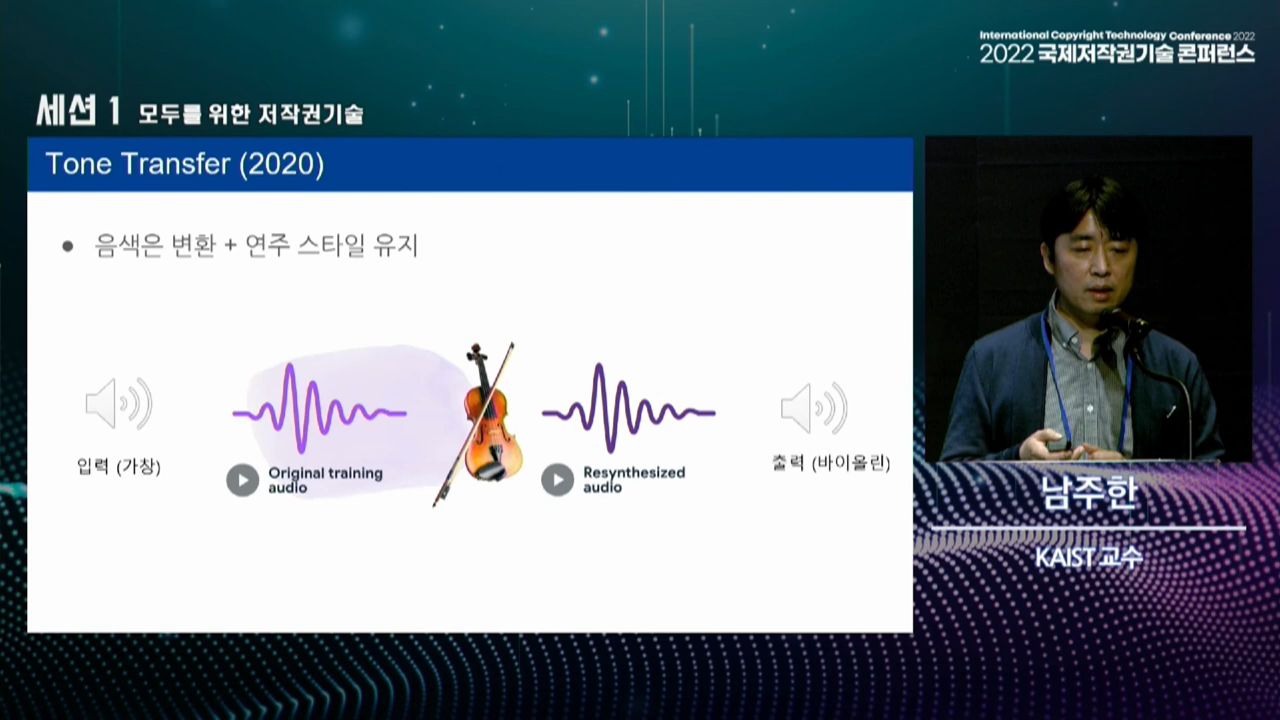 International Copyright Technology Conference 2022
2022 국제저작권기술 콘퍼런스
세션 1 모두를 위한 저작권기술
Tone Transfer (2020)
● 음색은 변환 + 연주 스타일 유지
입력 (가창)
Original training
audio
Resynthesized
audio
출력 (바이올린)
남주한
KAIST 교수